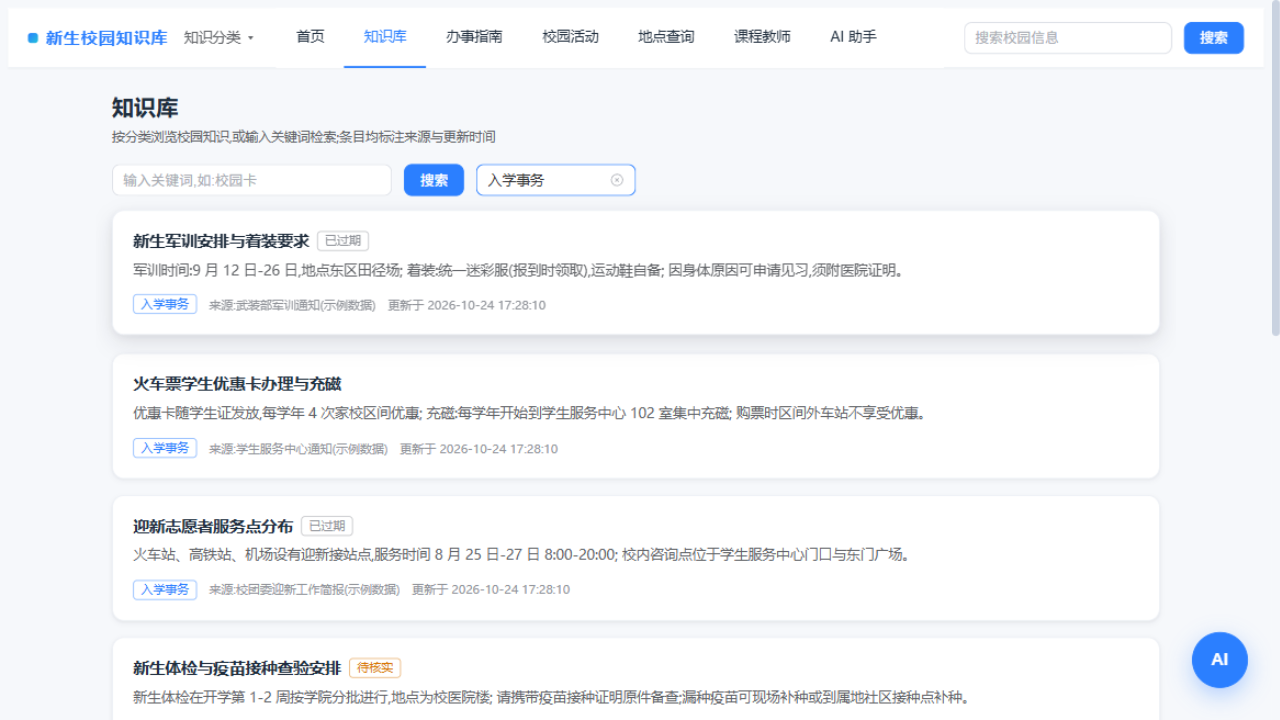 新生校园知识库 知识分类 首页 知识库 办事指南 校园活动 地点查询 课程教师 AI 助手 搜索校园信息 搜索
知识库
按分类浏览校园知识,或输入关键词检索;条目均标注来源与更新时间
输入关键词,如:校园卡 搜索 入学事务
新生军训安排与着装要求 已过期
军训时间:9 月 12 日-26 日,地点东区田径场; 着装:统一迷彩服(报到时领取),运动鞋自备; 因身体原因可申请见习,须附医院证明。
入学事务 来源:武装部军训通知(示例数据) 更新于 2026-10-24 17:28:10
火车票学生优惠卡办理与充磁
优惠卡随学生证发放,每学年 4 次家校区间优惠; 充磁:每学年开始到学生服务中心 102 室集中充磁; 购票时区间外车站不享受优惠。
入学事务 来源:学生服务中心通知(示例数据) 更新于 2026-10-24 17:28:10
迎新志愿者服务点分布 已过期
火车站、高铁站、机场设有迎新接站点,服务时间 8 月 25 日-27 日 8:00-20:00; 校内咨询点位于学生服务中心门口与东门广场。
入学事务 来源:校团委迎新工作简报(示例数据) 更新于 2026-10-24 17:28:10
新生体检与疫苗接种查验安排 待核实
新生体检在开学第 1-2 周按学院分批进行,地点为校医院楼; 请携带疫苗接种证明原件备查;漏种疫苗可现场补种或到属地社区接种点补种。
AI